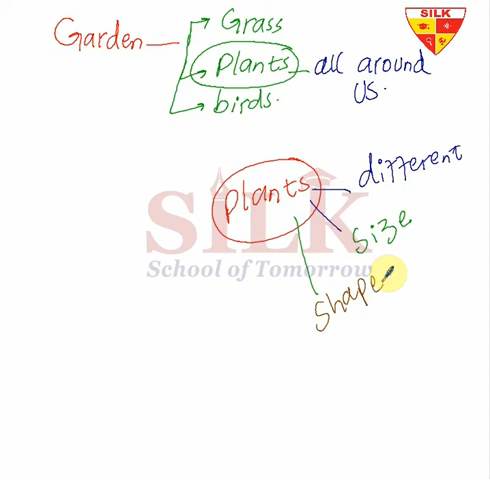 SILK
Grass
Garden
Plants all around
us.
birds.
different
Plants
Size
SILK
School of Tomorrow
Shape